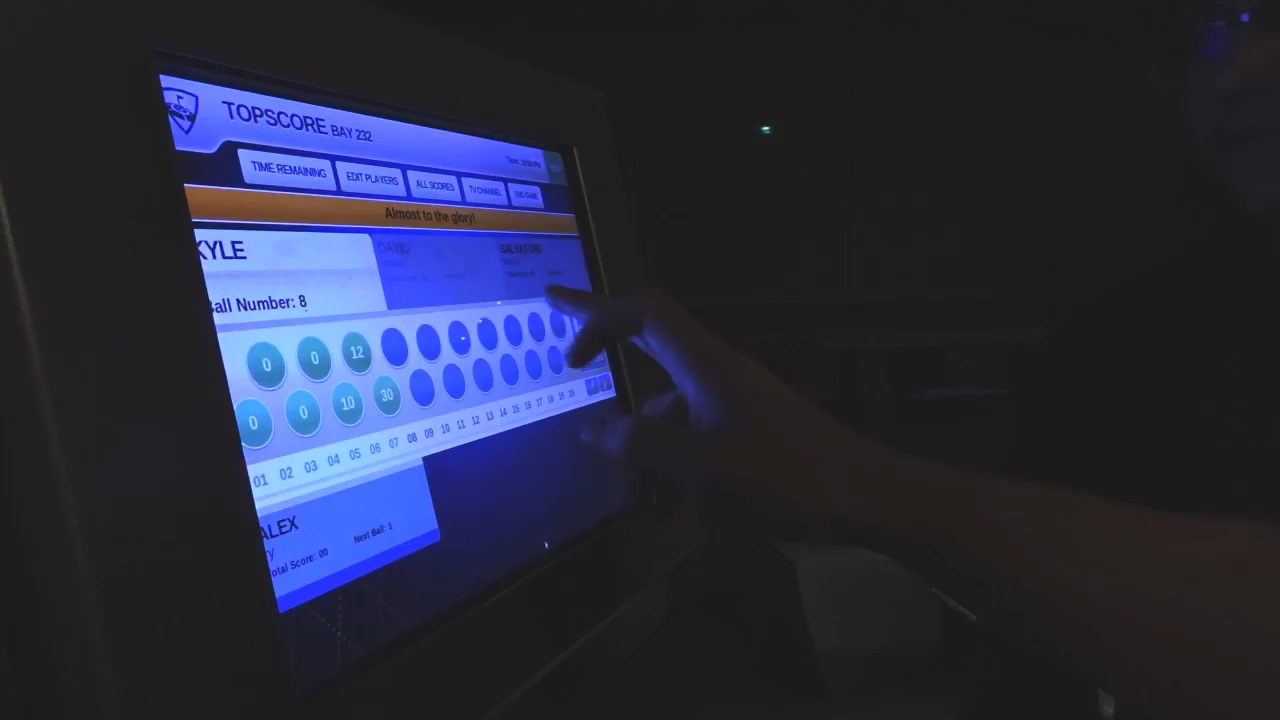 TOPSCORE BAY 232
TIME REMAINING EDIT PLAYERS ALL SCORES TV CHANNEL END GAME
Almost to the glory!
KYLE DAVID SALVATORE
Ball Number: 8
0 0 12
0 0 10 30
01 02 03 04 05 06 07 08 09 10 11 12 13 14 15 16 17 18 19 20
ALEX
Next Ball: 1
Total Score: 00